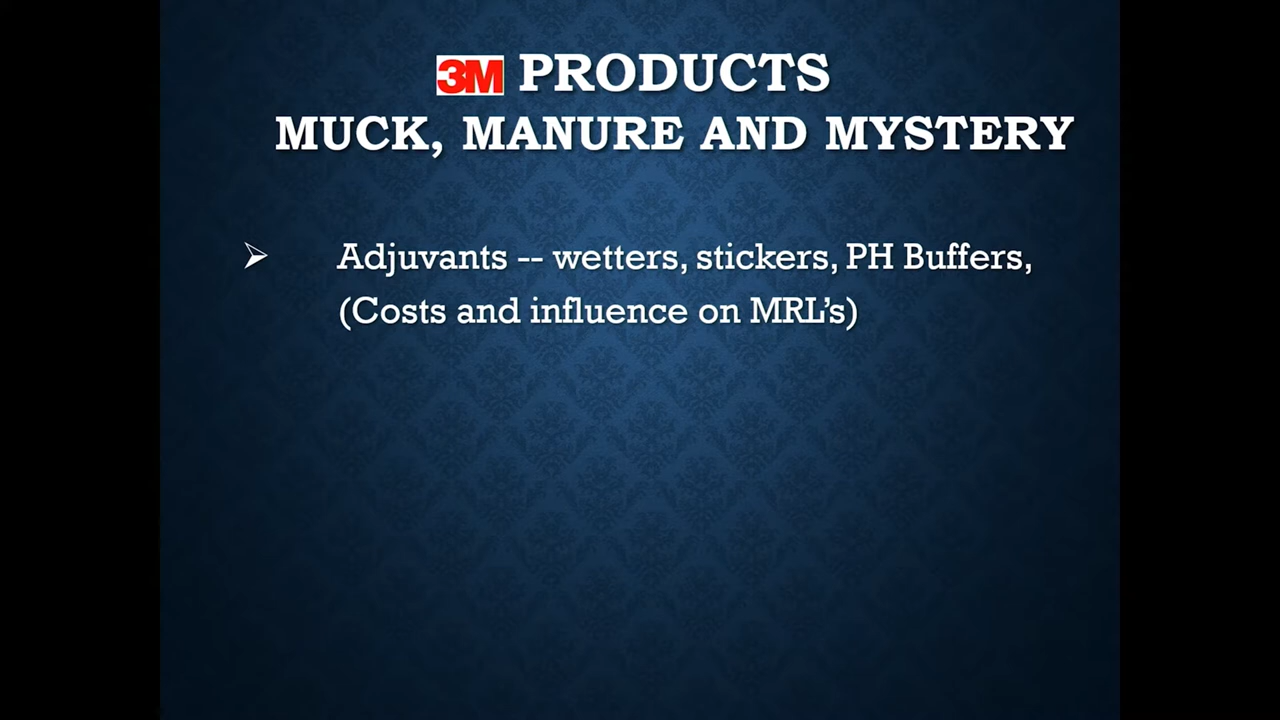 3M PRODUCTS
MUCK, MANURE AND MYSTERY
Adjuvants -- wetters, stickers, PH Buffers,
(Costs and influence on MRL’s)